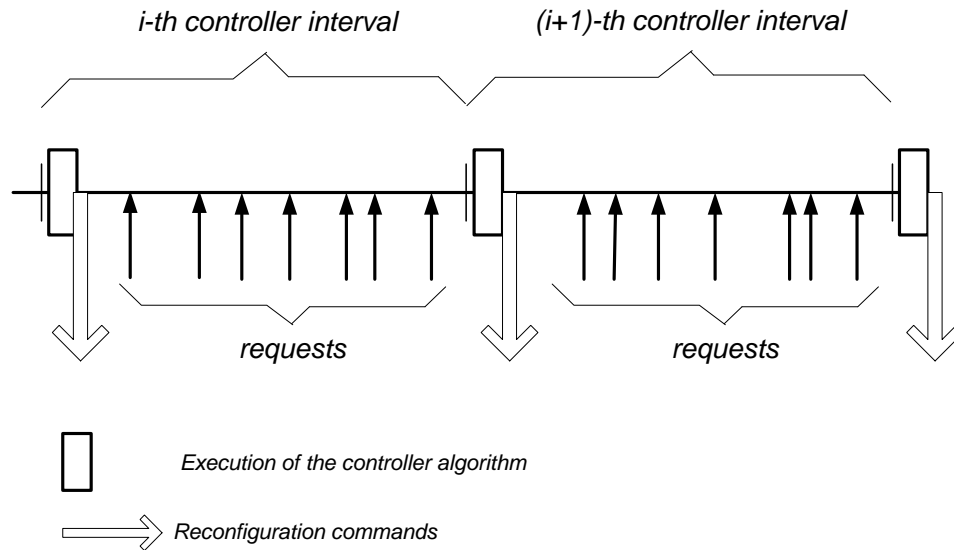 i-th controller interval
(i+1)-th controller interval
requests
requests
Execution of the controller algorithm
Reconfiguration commands